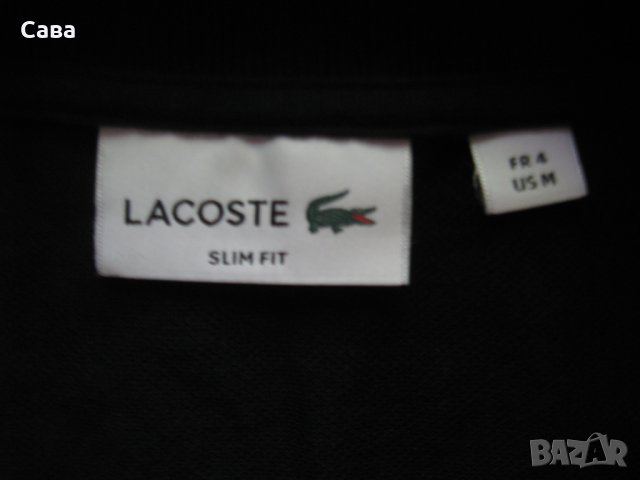 Сава
LACOSTE
SLIM FIT
FR 4
US M
BAZAR